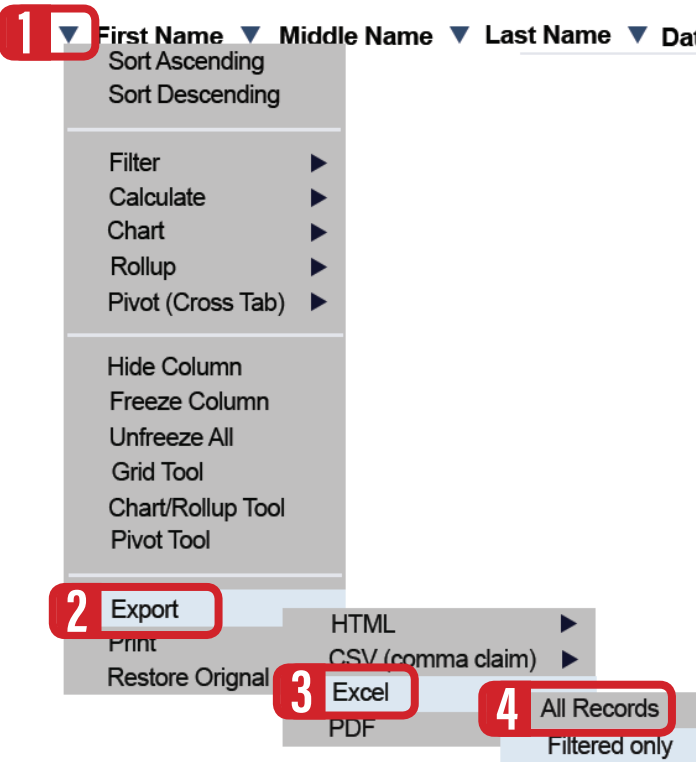 1 First Name Middle Name Last Name Dat
Sort Ascending
Sort Descending
Filter
Calculate
Chart
Rollup
Pivot (Cross Tab)
Hide Column
Freeze Column
Unfreeze All
Grid Tool
Chart/Rollup Tool
Pivot Tool
2 Export
Print
Restore Orignal
HTML
CSV (comma claim)
3 Excel
PDF
4 All Records
Filtered only